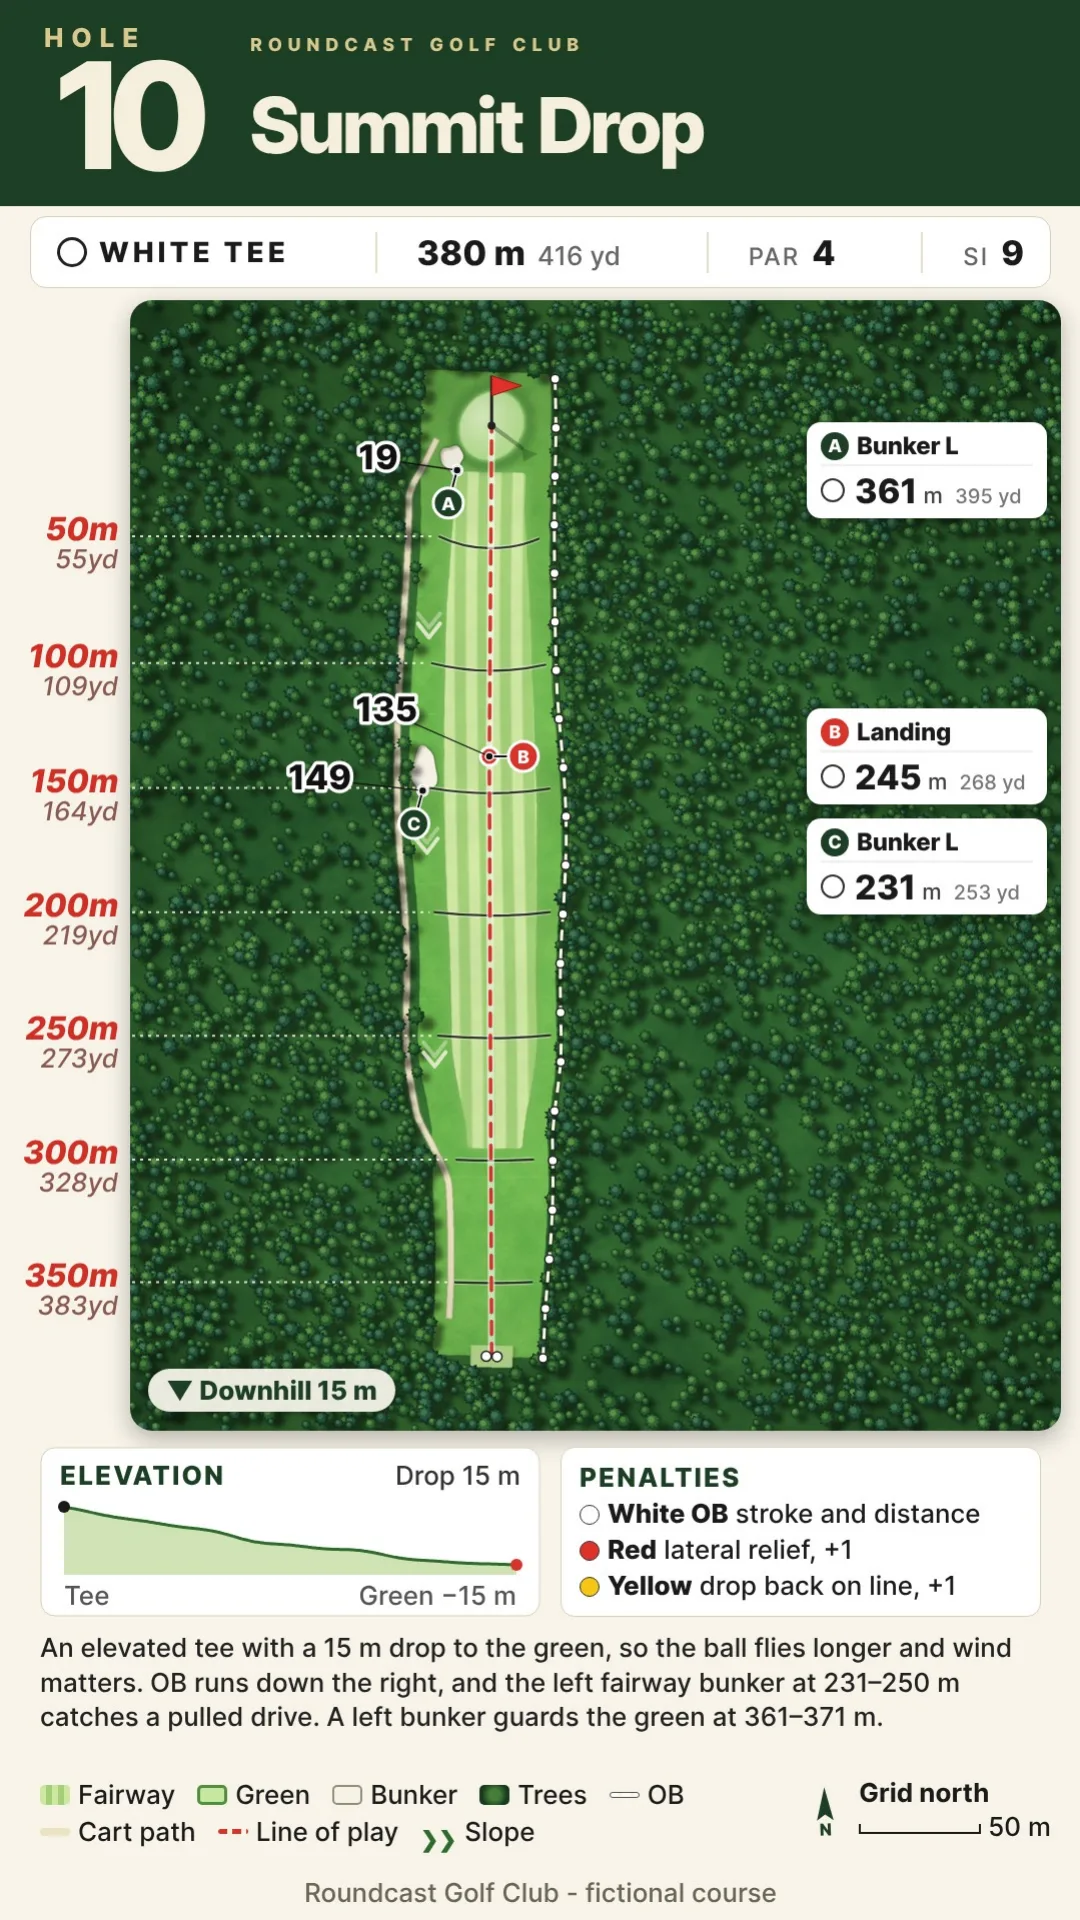 HOLE
10
ROUNDCAST GOLF CLUB
Summit Drop
WHITE TEE 380 m 416 yd PAR 4 SI 9
A Bunker L
361 m 395 yd
19
A
50m
55yd
100m
109yd
135
B
B Landing
245 m 268 yd
149
150m
164yd
C
C Bunker L
231 m 253 yd
200m
219yd
250m
273yd
300m
328yd
350m
383yd
▼ Downhill 15 m
ELEVATION Drop 15 m
Tee Green −15 m
PENALTIES
White OB stroke and distance
Red lateral relief, +1
Yellow drop back on line, +1
An elevated tee with a 15 m drop to the green, so the ball flies longer and wind
matters. OB runs down the right, and the left fairway bunker at 231–250 m
catches a pulled drive. A left bunker guards the green at 361–371 m.
Fairway Green Bunker Trees OB
Cart path Line of play Slope
Grid north
N 50 m
Roundcast Golf Club - fictional course